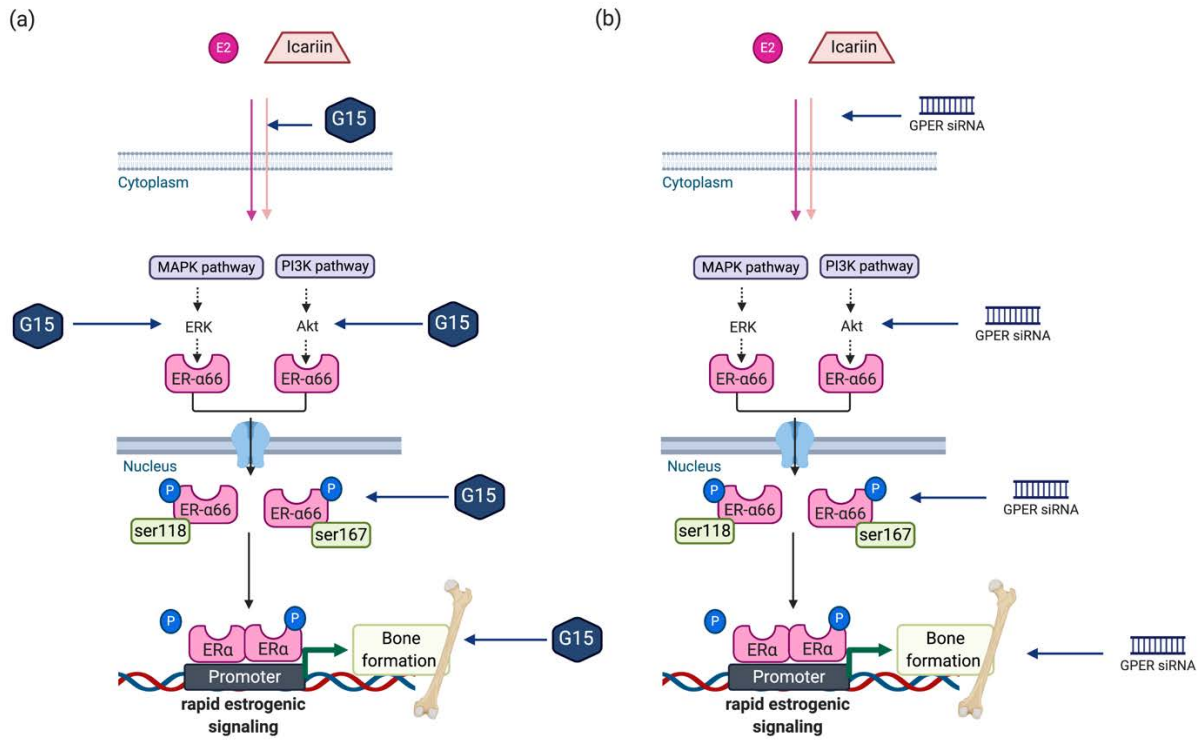 (a)
E2
Icariin
G15
Cytoplasm
MAPK pathway
PI3K pathway
G15
ERK
Akt
G15
ER-α66
ER-α66
Nucleus
P
P
ER-α66
ER-α66
G15
ser118
ser167
P
P
ERα
ERα
Bone
formation
G15
Promoter
rapid estrogenic
signaling
(b)
E2
Icariin
GPER siRNA
Cytoplasm
MAPK pathway
PI3K pathway
ERK
Akt
GPER siRNA
ER-α66
ER-α66
Nucleus
P
P
ER-α66
ER-α66
GPER siRNA
ser118
ser167
P
P
ERα
ERα
Bone
formation
GPER siRNA
Promoter
rapid estrogenic
signaling